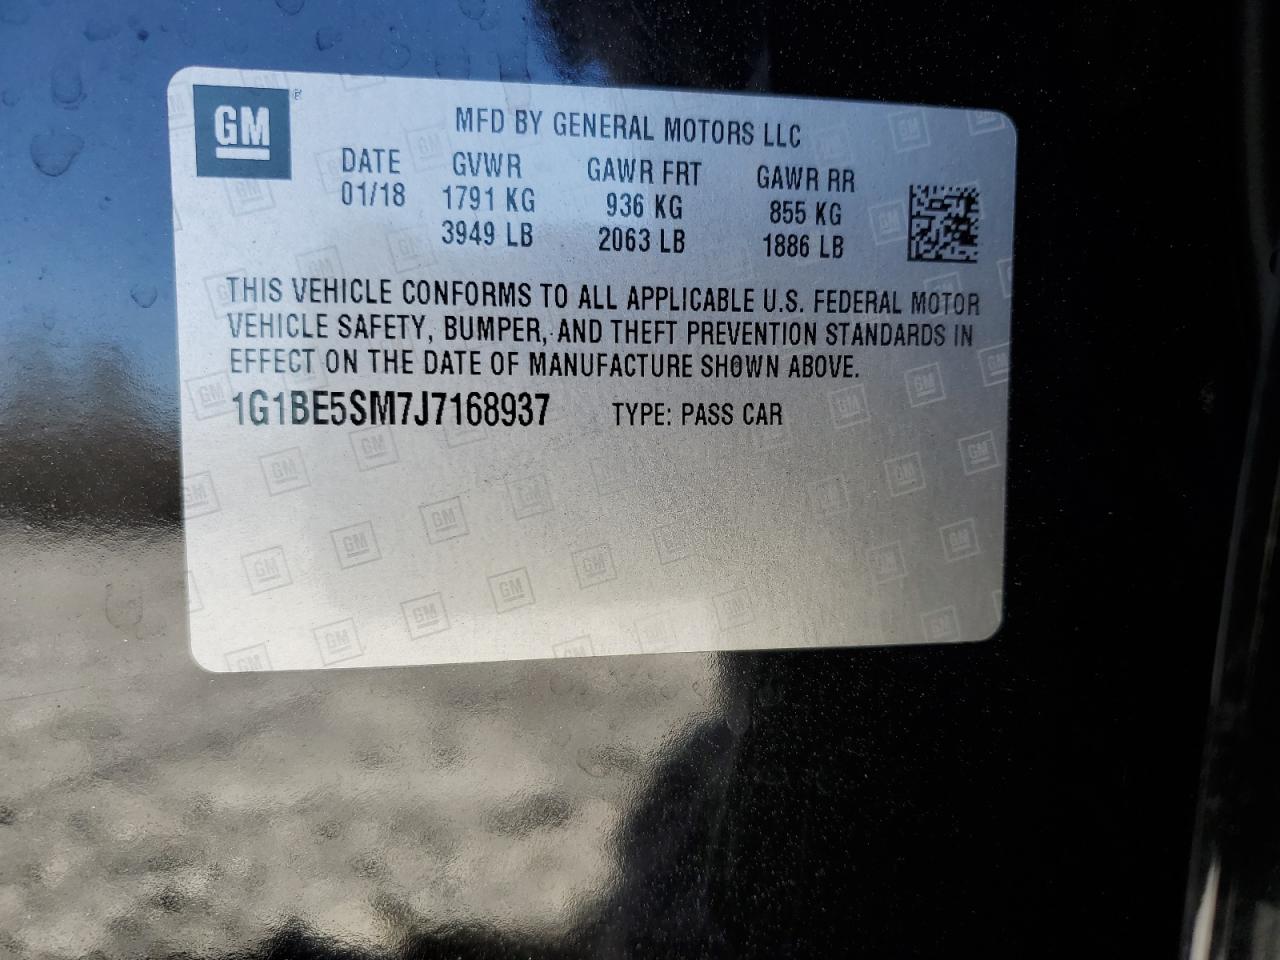 GM
MFD BY GENERAL MOTORS LLC
DATE GVWR GAWR FRT GAWR RR
01/18 1791 KG 936 KG 855 KG
3949 LB 2063 LB 1886 LB
THIS VEHICLE CONFORMS TO ALL APPLICABLE U.S. FEDERAL MOTOR
VEHICLE SAFETY, BUMPER, AND THEFT PREVENTION STANDARDS IN
EFFECT ON THE DATE OF MANUFACTURE SHOWN ABOVE.
1G1BE5SM7J7168937 TYPE: PASS CAR